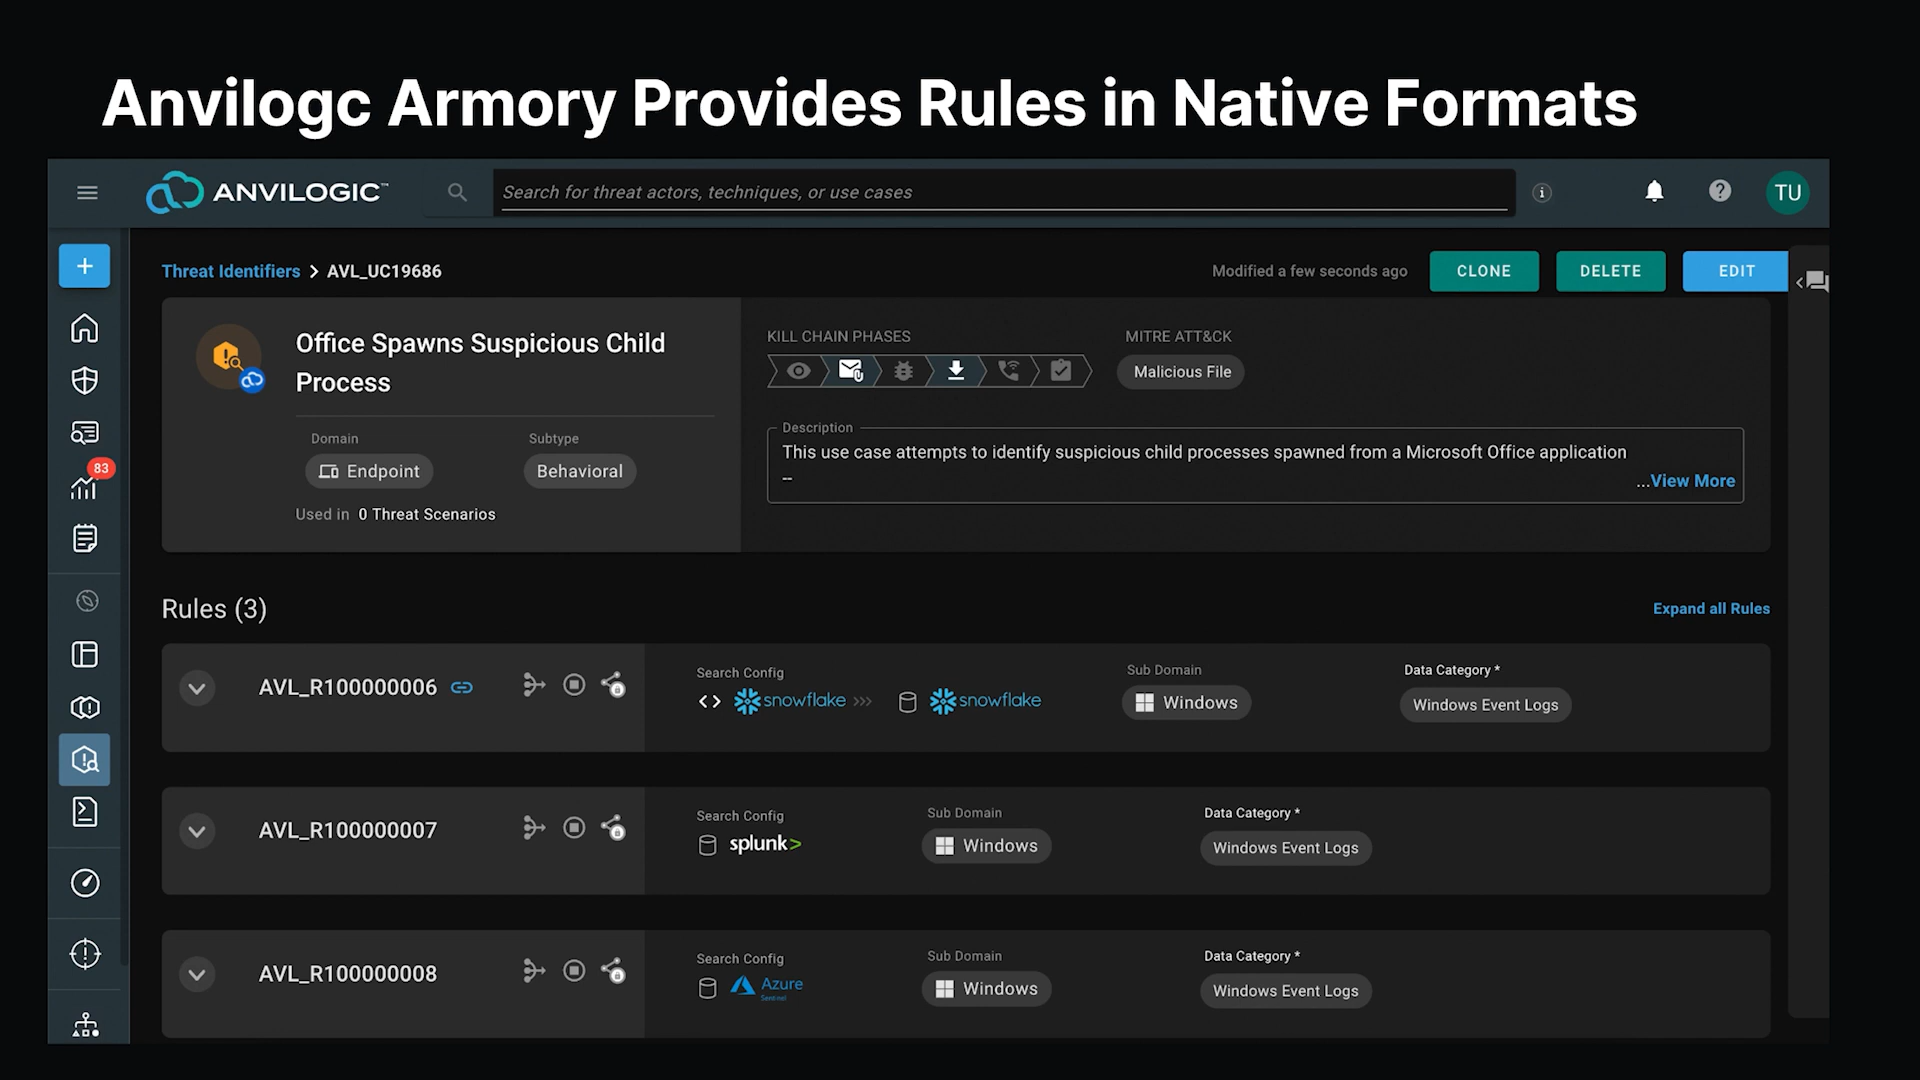 Anvilogc Armory Provides Rules in Native Formats
ANVILOGIC™
Search for threat actors, techniques, or use cases
TU
Threat Identifiers > AVL_UC19686
Modified a few seconds ago
CLONE
DELETE
EDIT
Office Spawns Suspicious Child
Process
Domain
Subtype
Endpoint
Behavioral
Used in 0 Threat Scenarios
KILL CHAIN PHASES
MITRE ATT&CK
Malicious File
Description
This use case attempts to identify suspicious child processes spawned from a Microsoft Office application
--
...View More
83
Rules (3)
Expand all Rules
AVL_R100000006
Search Config
snowflake >>> snowflake
Sub Domain
Windows
Data Category *
Windows Event Logs
AVL_R100000007
Search Config
splunk>
Sub Domain
Windows
Data Category *
Windows Event Logs
AVL_R100000008
Search Config
Azure
Sentinel
Sub Domain
Windows
Data Category *
Windows Event Logs